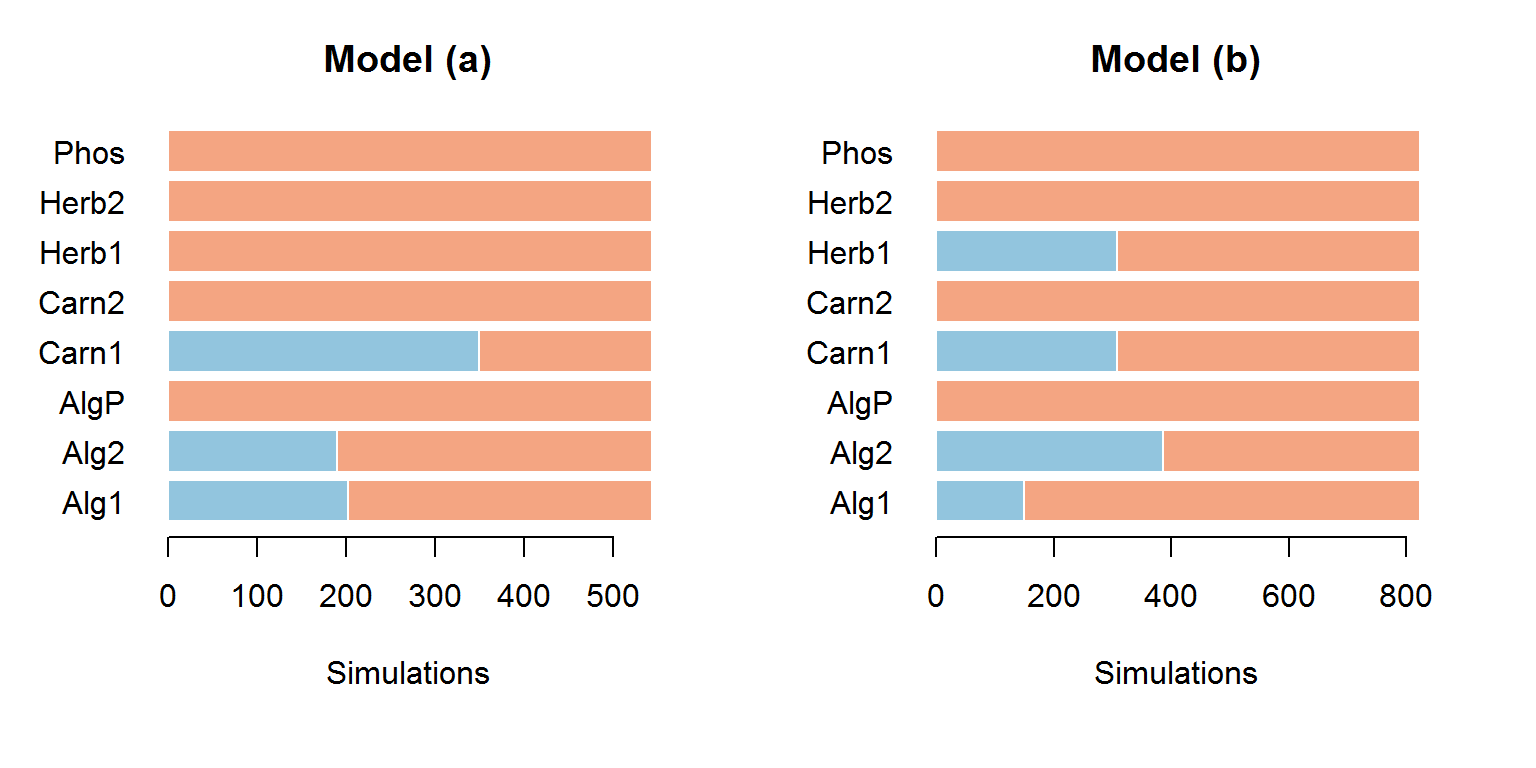 Model (a)
Phos
Herb2
Herb1
Carn2
Carn1
AlgP
Alg2
Alg1
0 100 200 300 400 500
Simulations
Model (b)
Phos
Herb2
Herb1
Carn2
Carn1
AlgP
Alg2
Alg1
0 200 400 600 800
Simulations